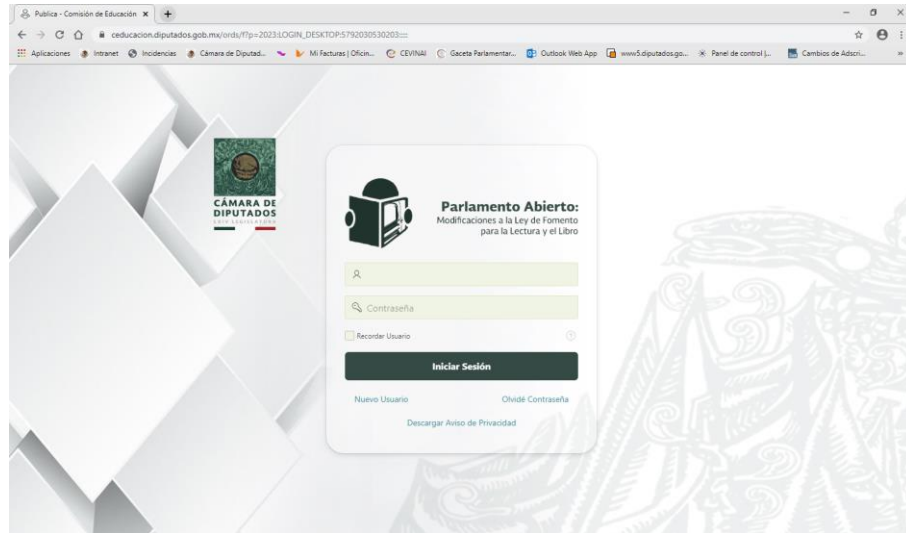 Publica - Comisión de Educación
ceducacion.diputados.gob.mx/ords/f?p=2023:LOGIN_DESKTOP:5792030530203:::::
Aplicaciones Intranet Incidencias Cámara de Diputad... Mi Facturas | Oficin... CEVINAI Gaceta Parlamentar... Outlook Web App www5.diputados.go... Panel de control |... Cambios de Adscri...
CÁMARA DE
DIPUTADOS
LXIV LEGISLATURA
Parlamento Abierto:
Modificaciones a la Ley de Fomento
para la Lectura y el Libro
Contraseña
Recordar Usuario
Iniciar Sesión
Nuevo Usuario Olvidé Contraseña
Descargar Aviso de Privacidad